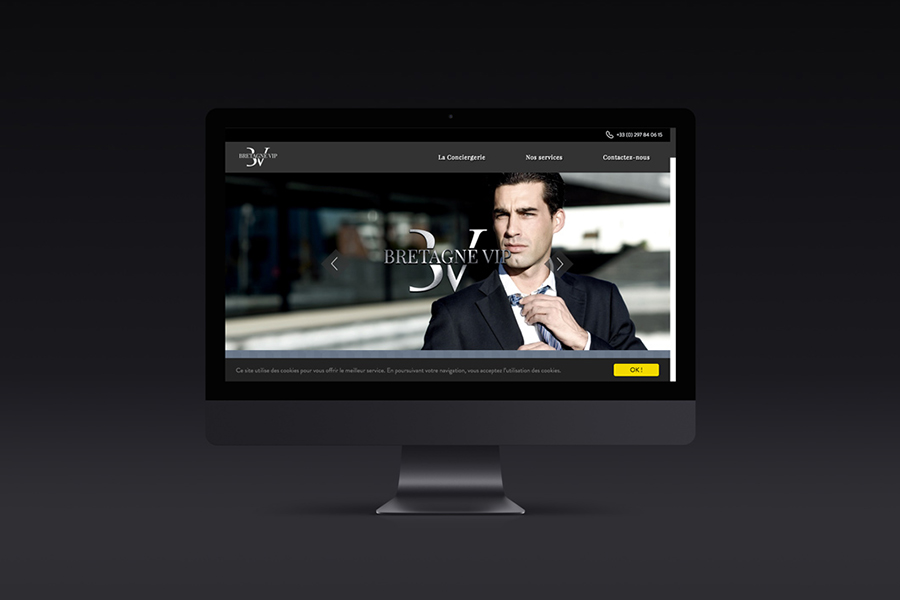 +33 (0) 297 84 06 15
BV
BRETAGNE VIP
La Conciergerie
Nos services
Contactez-nous
BV
BRETAGNE VIP
Ce site utilise des cookies pour vous offrir le meilleur service. En poursuivant votre navigation, vous acceptez l'utilisation des cookies.
OK !